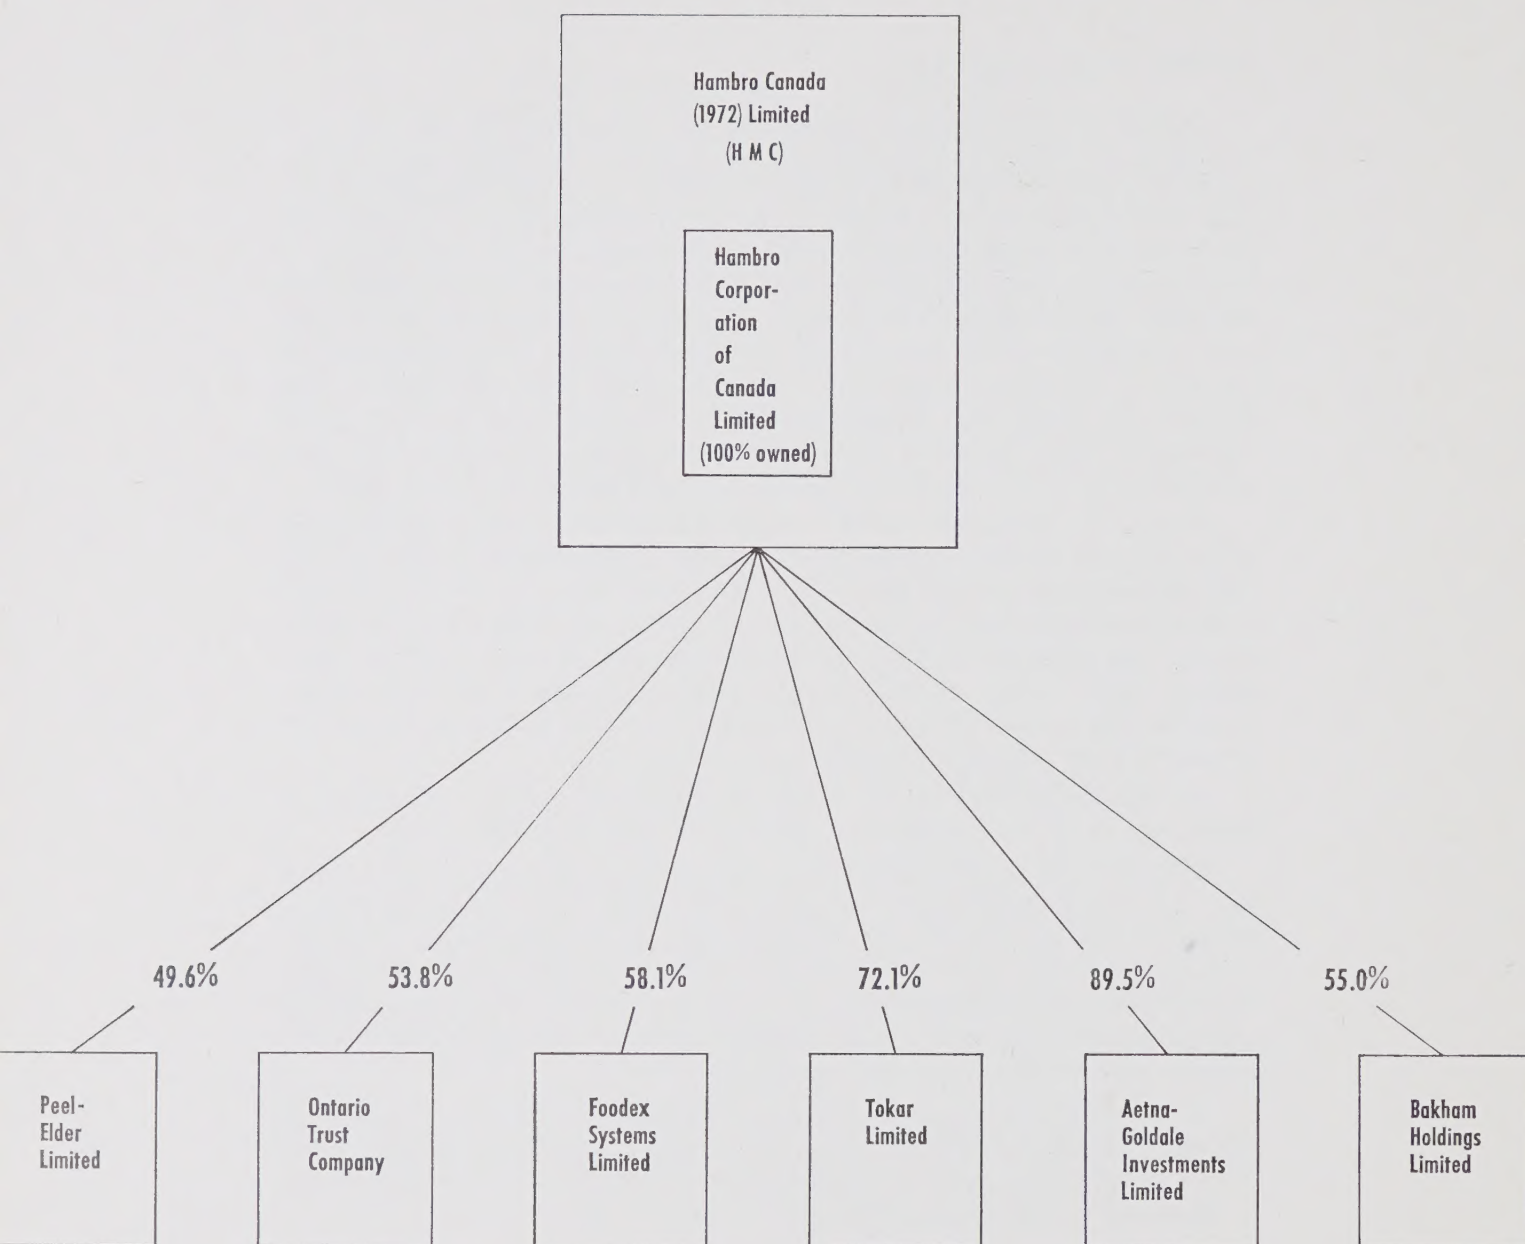 Hambro Canada
(1972) Limited
(H M C)
Hambro
Corpor-
ation
of
Canada
Limited
(100% owned)
49.6%
53.8%
58.1%
72.1%
89.5%
55.0%
Peel-
Elder
Limited
Ontario
Trust
Company
Foodex
Systems
Limited
Tokar
Limited
Aetna-
Goldale
Investments
Limited
Bakham
Holdings
Limited